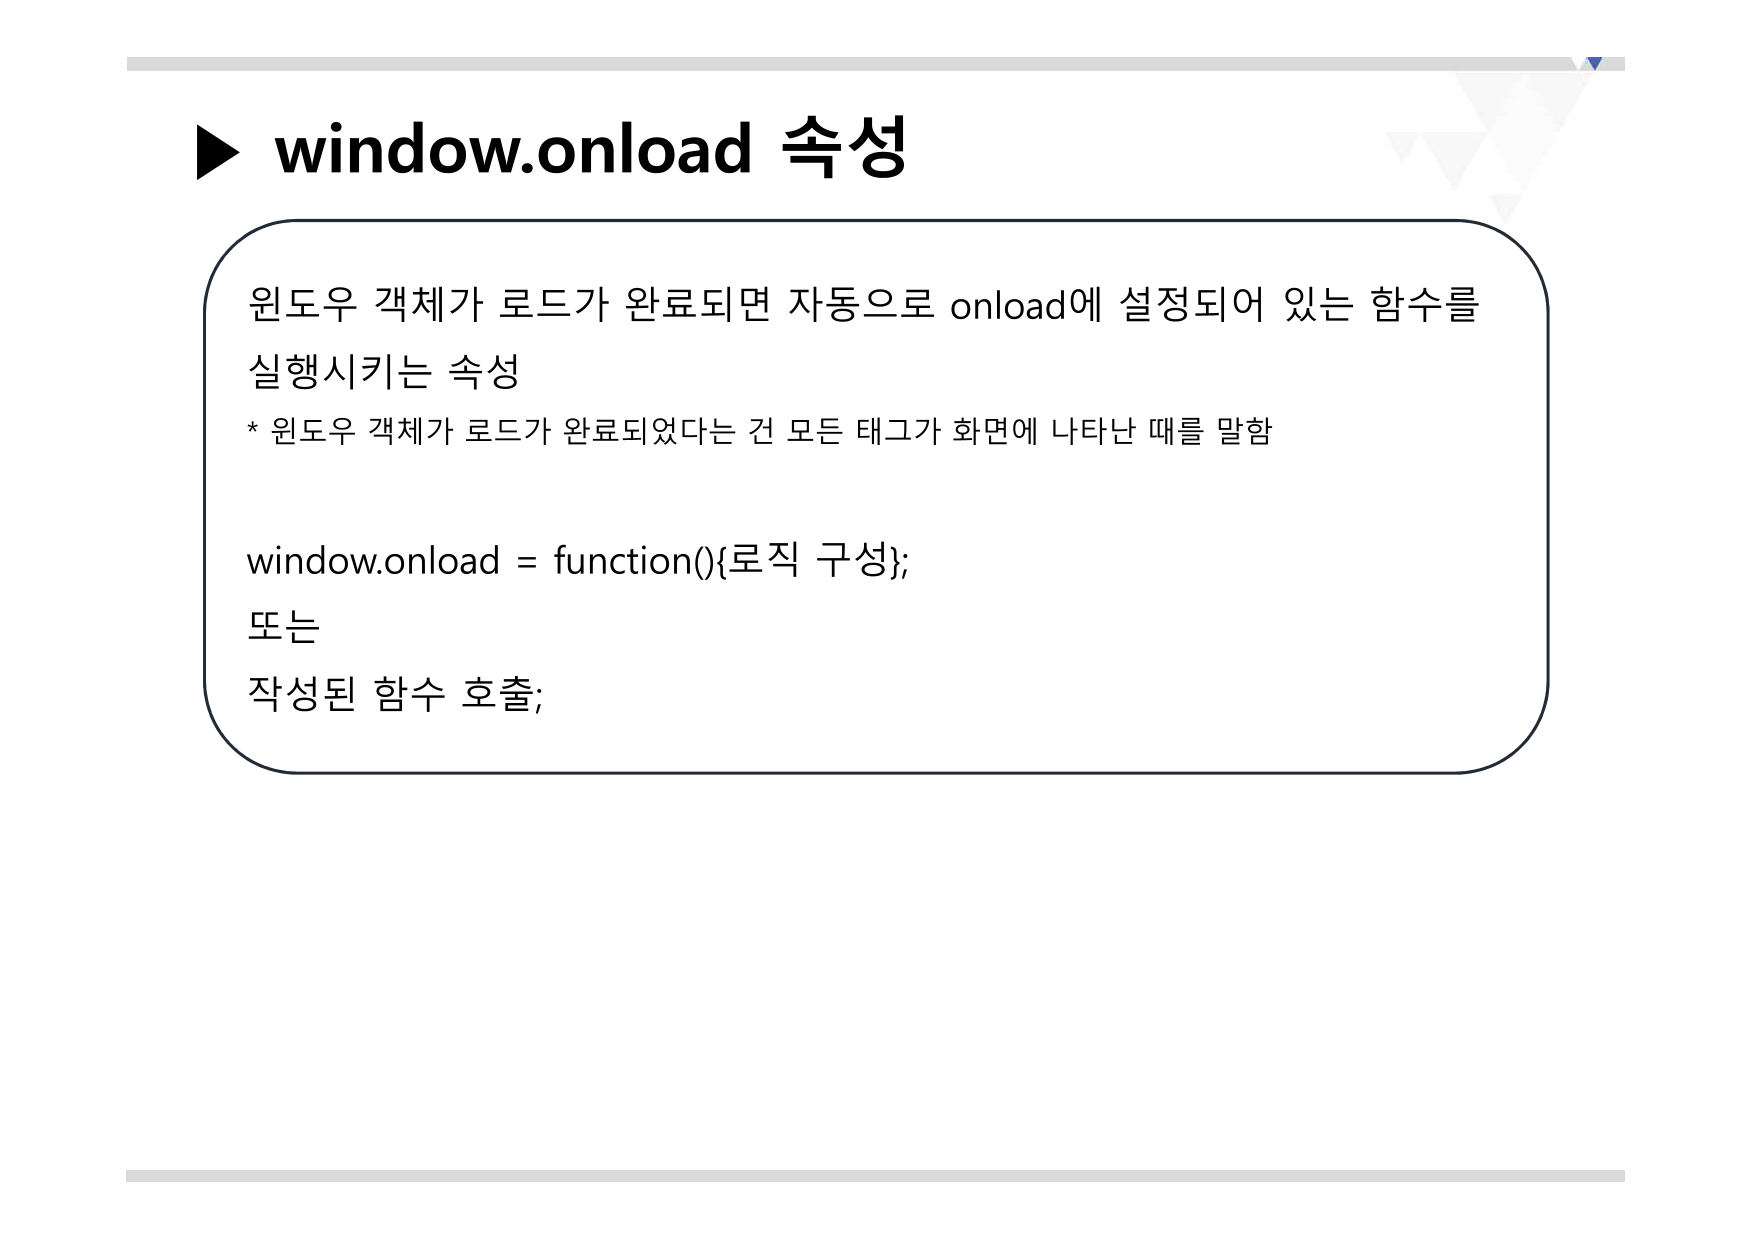 ▶ window.onload 속성
윈도우 객체가 로드가 완료되면 자동으로 onload에 설정되어 있는 함수를
실행시키는 속성
* 윈도우 객체가 로드가 완료되었다는 건 모든 태그가 화면에 나타난 때를 말함
window.onload = function(){로직 구성};
또는
작성된 함수 호출;